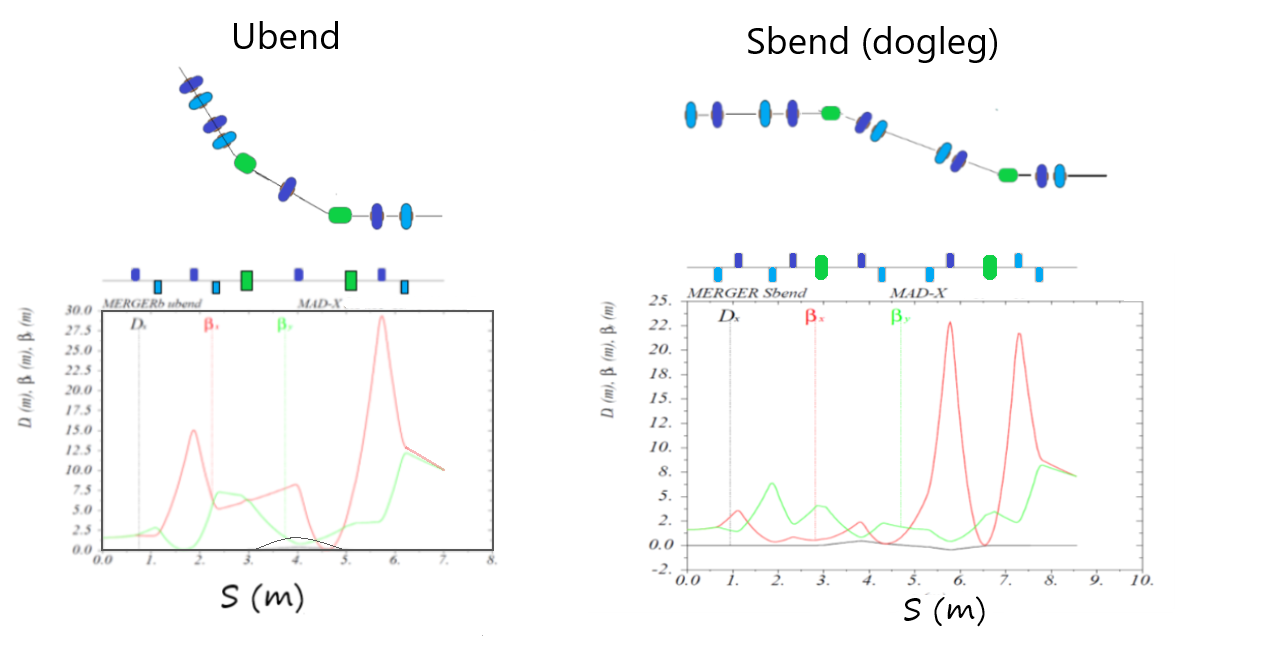 Ubend
Sbend (dogleg)
MERGERb ubend MAD-X
D (m), β (m), β (m)
30.0
27.5
25.0
22.5
20.0
17.5
15.0
12.5
10.0
7.5
5.0
2.5
0.0
Dx βx βy
0.0 1. 2. 3. 4. 5. 6. 7. 8.
S (m)
MERGER Sbend MAD-X
D (m), β (m), β (m)
25.
22.
20.
18.
15.
12.
10.
8.
5.
2.
0.0
-2.
Dx βx βy
0.0 1. 2. 3. 4. 5. 6. 7. 8. 9. 10.
S (m)